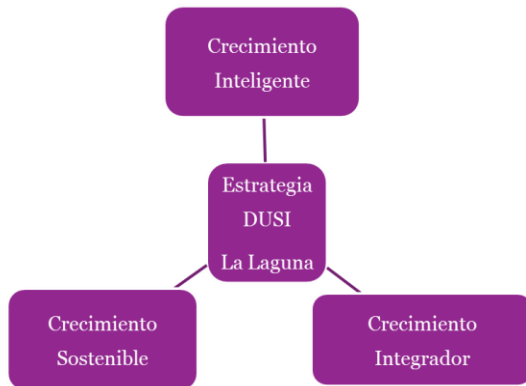 Crecimiento
Inteligente
Estrategia
DUSI
La Laguna
Crecimiento
Sostenible
Crecimiento
Integrador